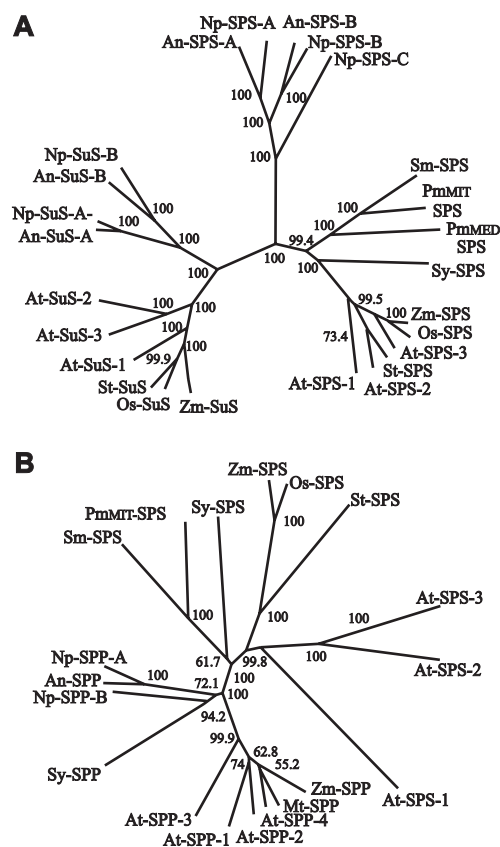 A
Np-SPS-A An-SPS-B
An-SPS-A Np-SPS-B
Np-SPS-C
100 100
100
100
Np-SuS-B
An-SuS-B
Np-SuS-A-
An-SuS-A
100
100
100
100
Sm-SPS
PmMIT
SPS
PmMED
SPS
Sy-SPS
100
100
99.4
100
100
At-SuS-2
At-SuS-3
At-SuS-1
St-SuS
Os-SuS Zm-SuS
100
100
100
99.9 100
99.5
100
73.4
Zm-SPS
Os-SPS
At-SPS-3
St-SPS
At-SPS-1 At-SPS-2
B
Zm-SPS
Os-SPS
PmMIT-SPS Sy-SPS St-SPS
Sm-SPS
100
100
100
At-SPS-3
100
100
At-SPS-2
61.7 99.8
72.1 100
100
Np-SPP-A
An-SPP 100
Np-SPP-B
94.2
Sy-SPP
99.9
62.8
74 55.2
Zm-SPP
Mt-SPP At-SPS-1
At-SPP-3 At-SPP-4
At-SPP-1 At-SPP-2